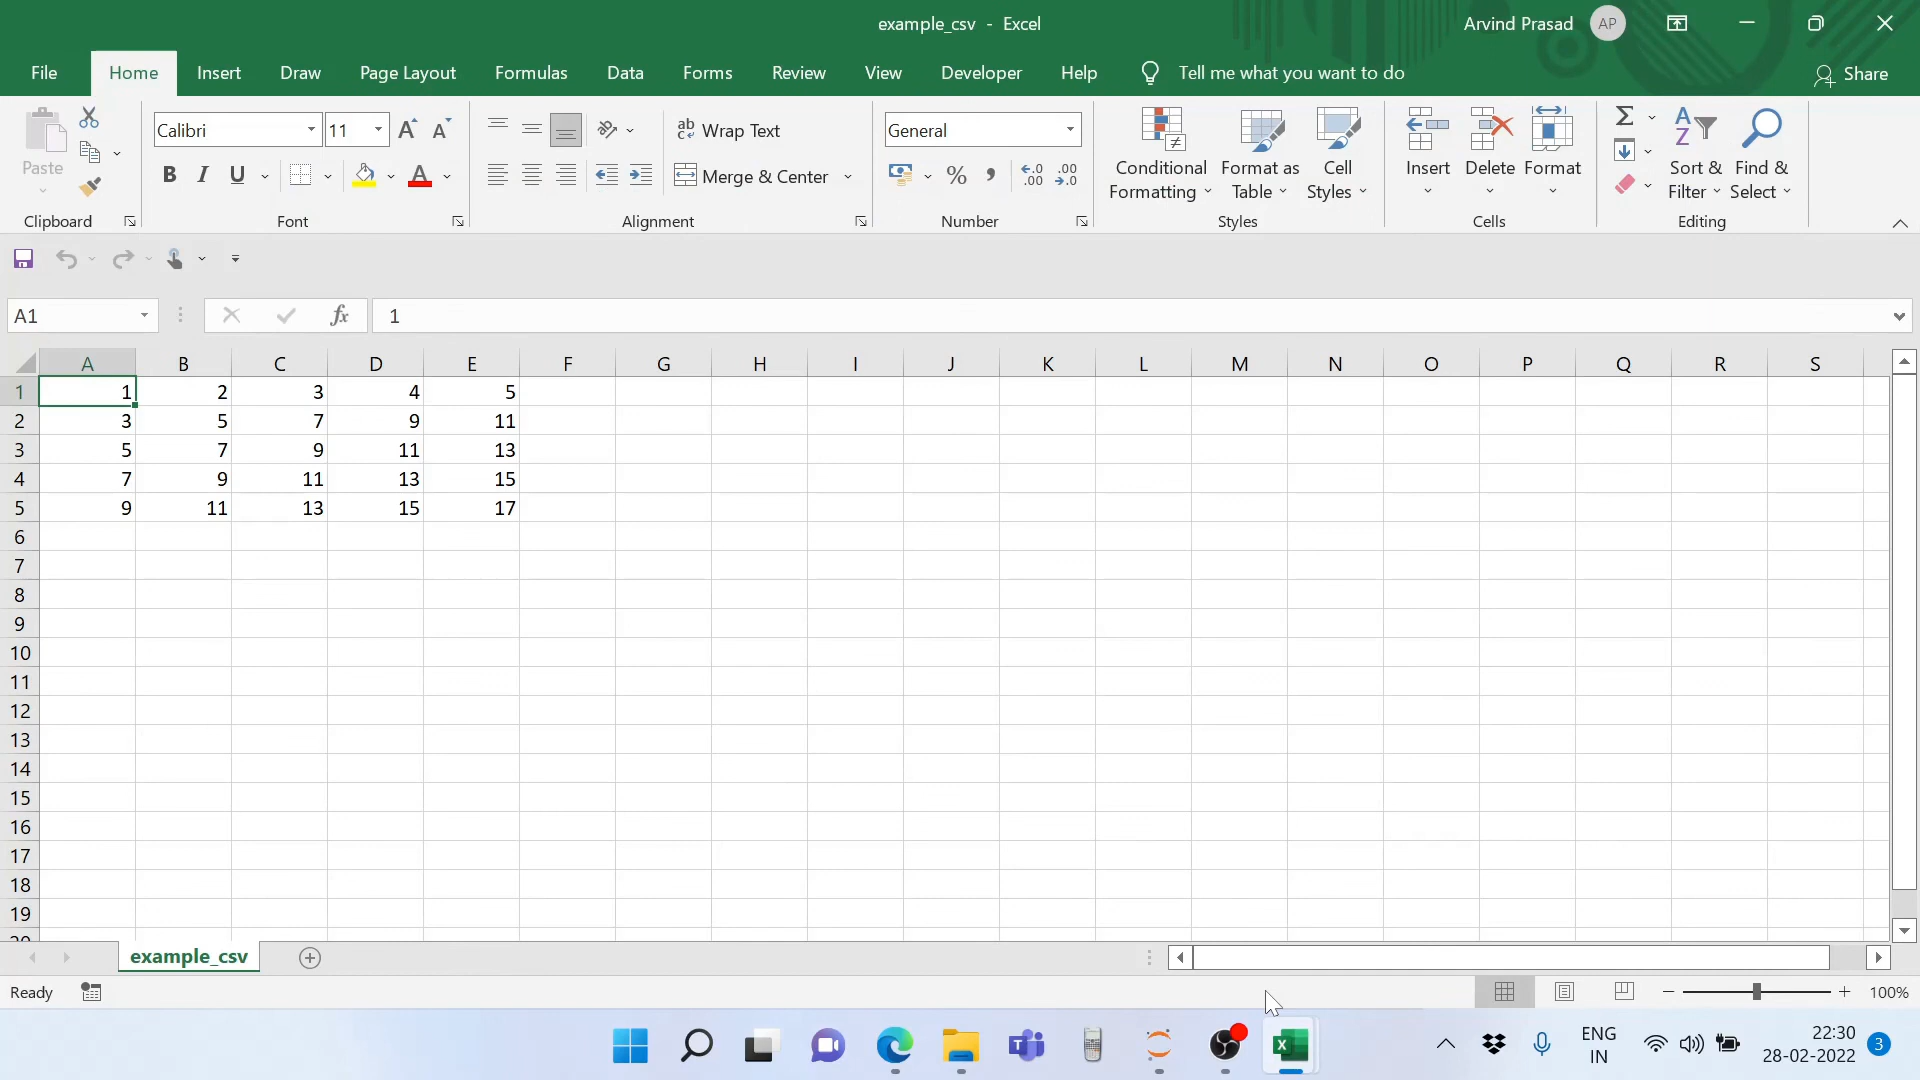 example_csv - Excel
Arvind Prasad AP
File Home Insert Draw Page Layout Formulas Data Forms Review View Developer Help Tell me what you want to do Share
Paste
Clipboard
Calibri 11
B I U
Font
Wrap Text
Merge & Center
Alignment
General
Number
Conditional Formatting
Format as Table
Cell Styles
Styles
Insert Delete Format
Cells
Sort & Filter
Find & Select
Editing
A1 fx 1
A B C D E F G H I J K L M N O P Q R S
1 1 2 3 4 5
2 3 5 7 9 11
3 5 7 9 11 13
4 7 9 11 13 15
5 9 11 13 15 17
6
7
8
9
10
11
12
13
14
15
16
17
18
19
example_csv
Ready 100%
ENG
IN
22:30
28-02-2022
3